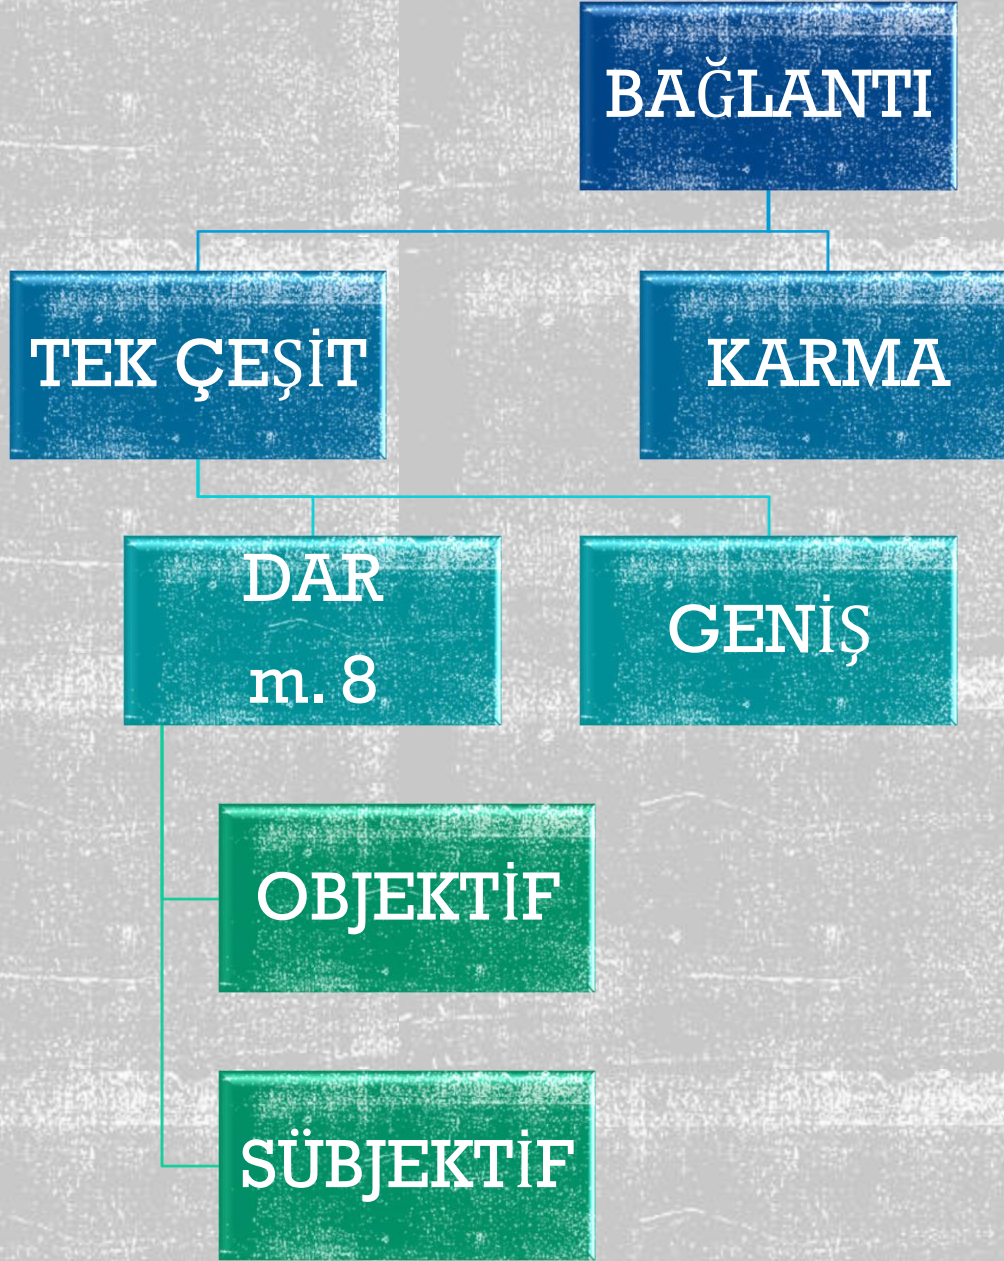 BAĞLANTI
TEK ÇEŞİT
KARMA
DAR
m. 8
GENİŞ
OBJEKTİF
SÜBJEKTİF